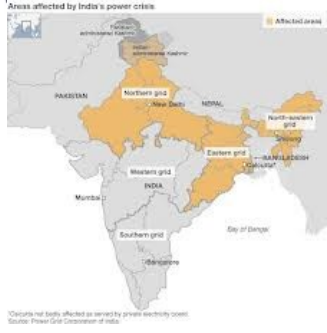 Areas affected by India's power crisis
Affected areas
Pakistan-
administered Kashmir
Indian-
administered Kashmir
PAKISTAN
Northern grid
New Delhi
NEPAL
North-eastern
grid
Shillong
Eastern grid
BANGLADESH
Calcutta*
Western grid
INDIA
Mumbai
Bay of Bengal
Southern grid
Bangalore
*Calcutta not badly affected as served by private electricity board
Source: Power Grid Corporation of India